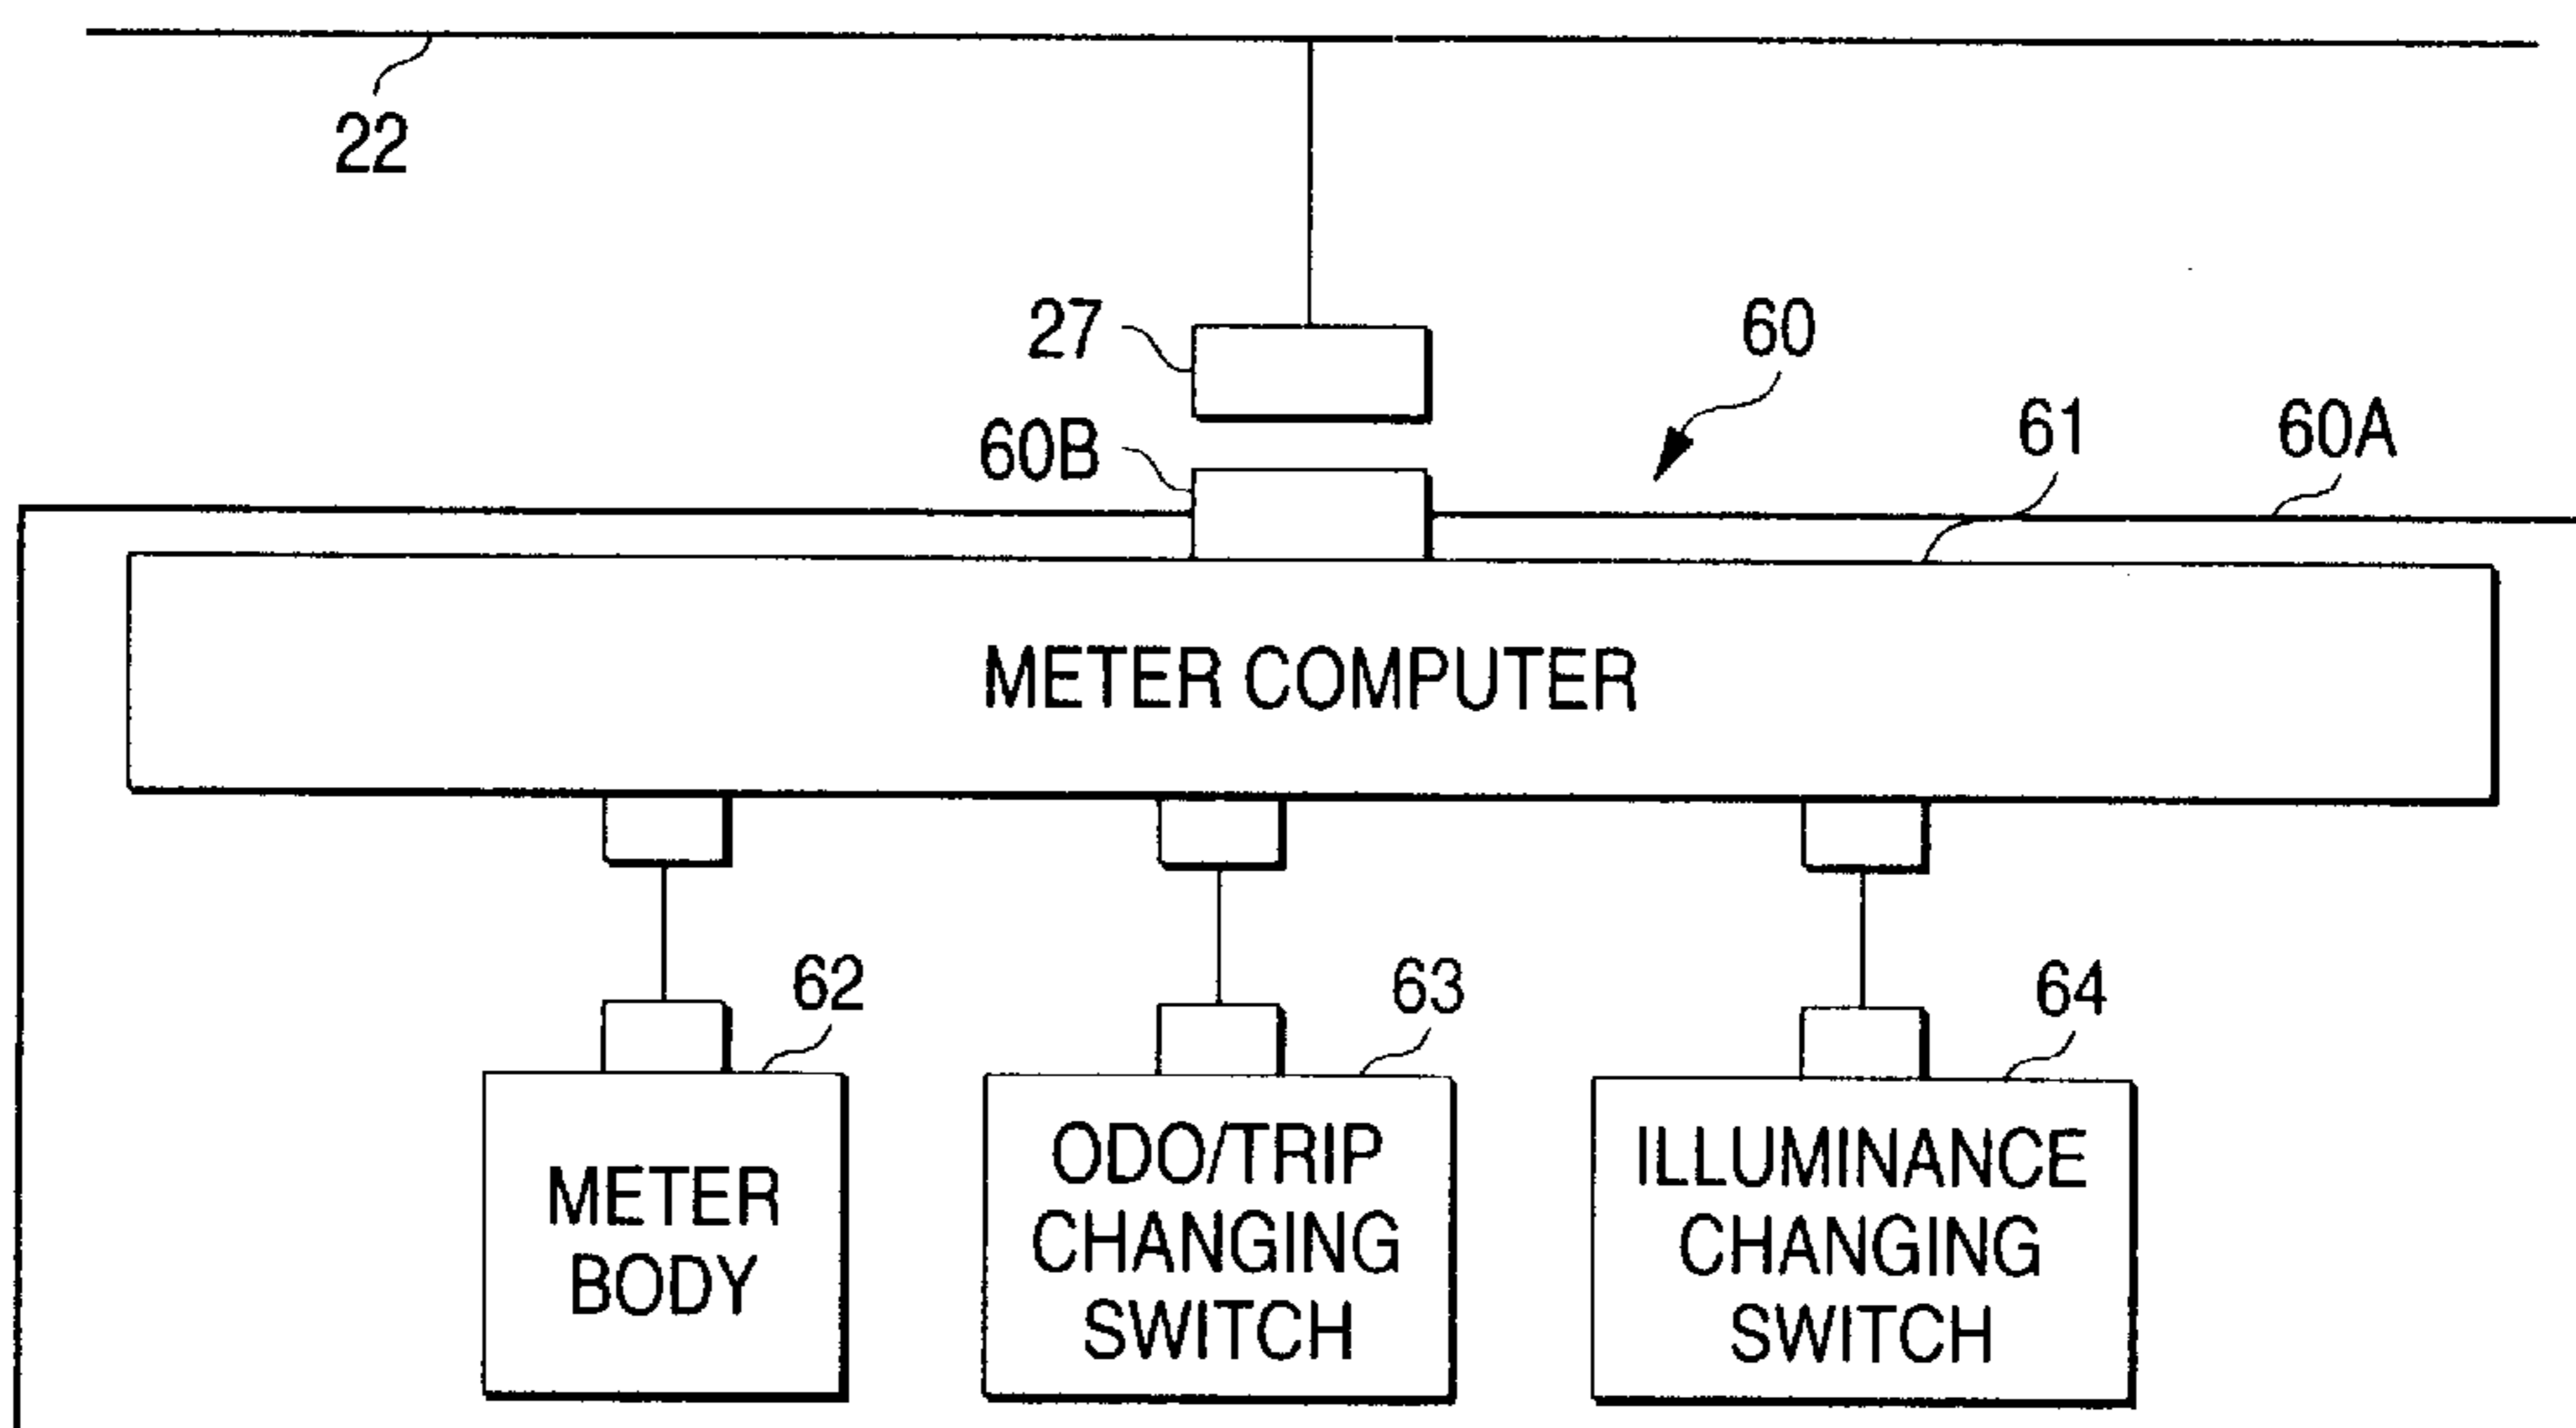 22
27
60
60B
61
60A
METER COMPUTER
62
63
64
METER
BODY
ODO/TRIP
CHANGING
SWITCH
ILLUMINANCE
CHANGING
SWITCH